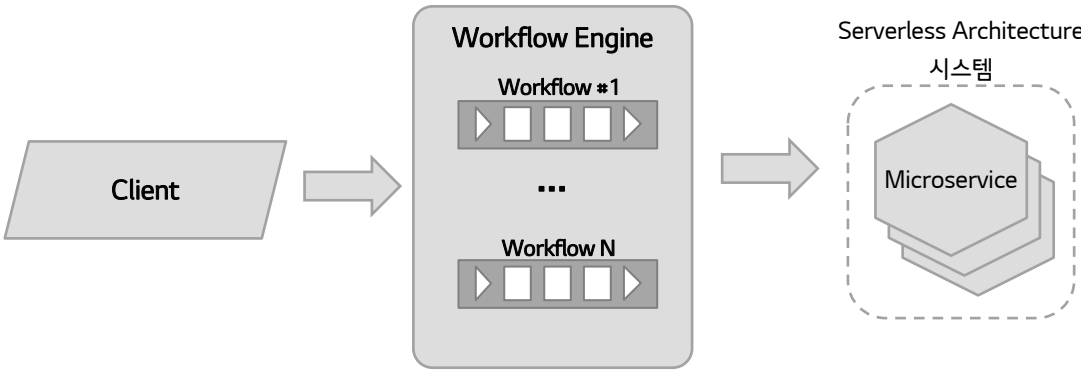 Serverless Architecture
시스템
Workflow Engine
Workflow #1
Client
...
Microservice
Workflow N